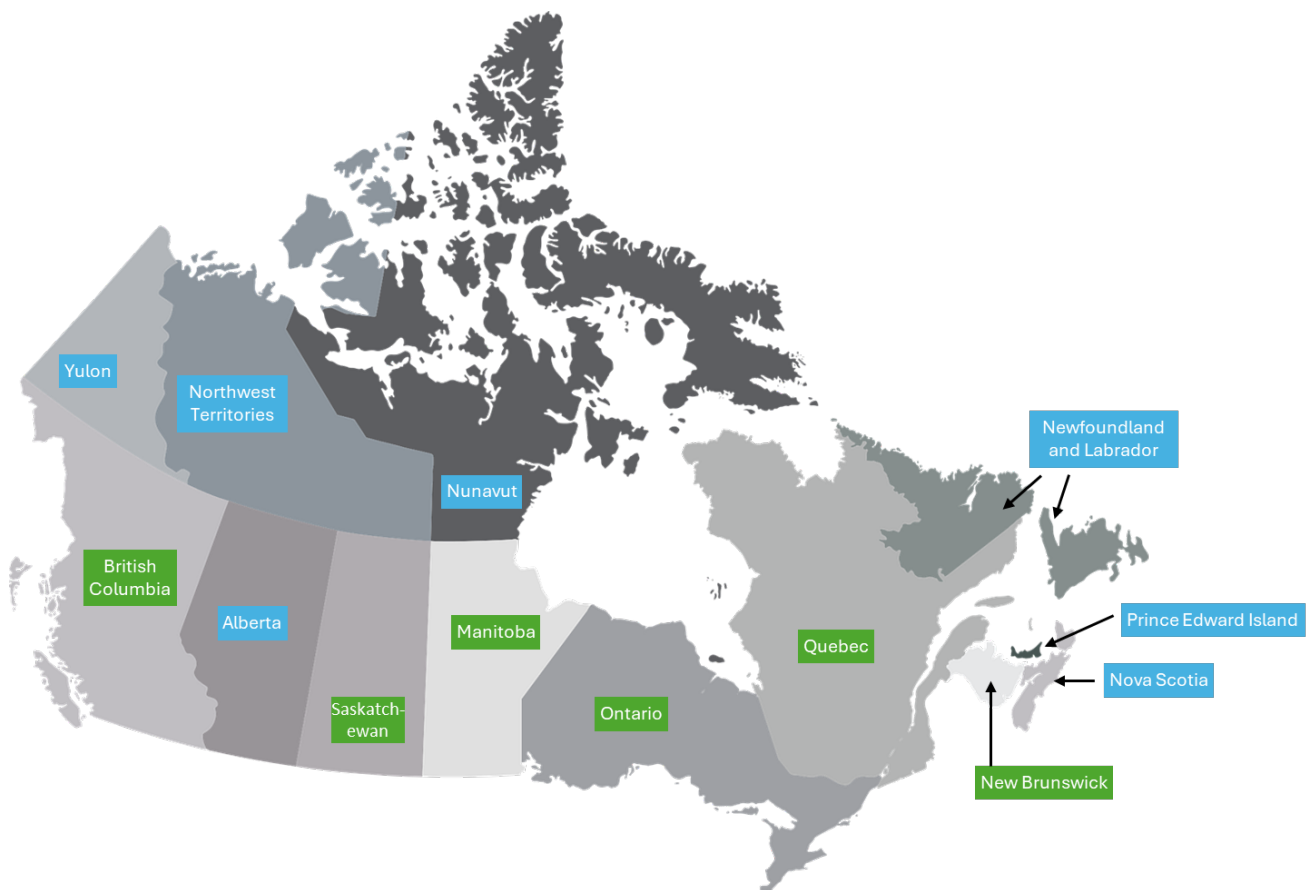 Yulon
Northwest
Territories
Nunavut
Newfoundland
and Labrador
British
Columbia
Alberta
Saskatch-
ewan
Manitoba
Ontario
Quebec
Prince Edward Island
Nova Scotia
New Brunswick